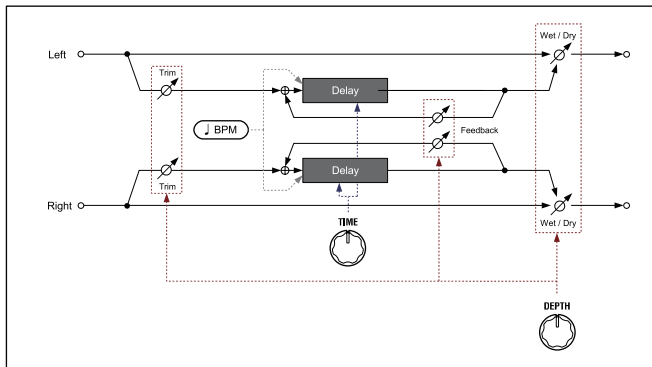 Wet / Dry
Left
Trim
Delay
♩ BPM
Feedback
Delay
Trim
Right
Wet / Dry
TIME
DEPTH